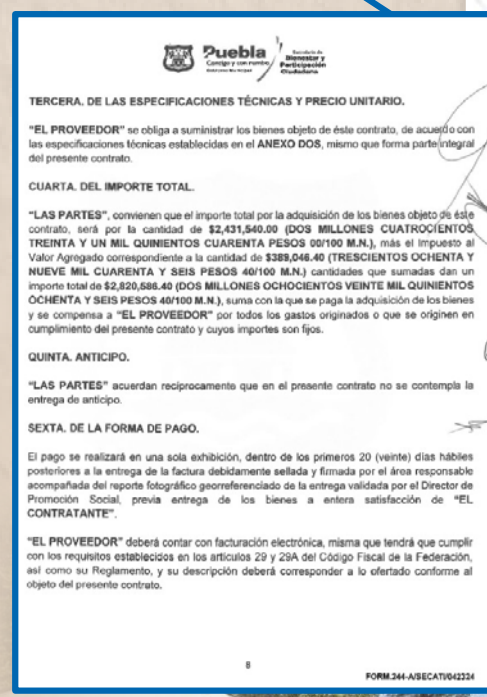 Puebla
Contigo y con rumbo
Secretaría de
Bienestar y
Participación
Ciudadana
TERCERA. DE LAS ESPECIFICACIONES TÉCNICAS Y PRECIO UNITARIO.
"EL PROVEEDOR" se obliga a suministrar los bienes objeto de éste contrato, de acuerdo con
las especificaciones técnicas establecidas en el ANEXO DOS, mismo que forma parte integral
del presente contrato.
CUARTA. DEL IMPORTE TOTAL.
"LAS PARTES", convienen que el importe total por la adquisición de los bienes objeto de éste
contrato, será por la cantidad de $2,431,540.00 (DOS MILLONES CUATROCIENTOS
TREINTA Y UN MIL QUINIENTOS CUARENTA PESOS 00/100 M.N.), más el Impuesto al
Valor Agregado correspondiente a la cantidad de $389,046.40 (TRESCIENTOS OCHENTA Y
NUEVE MIL CUARENTA Y SEIS PESOS 40/100 M.N.) cantidades que sumadas dan un
importe total de $2,820,586.40 (DOS MILLONES OCHOCIENTOS VEINTE MIL QUINIENTOS
OCHENTA Y SEIS PESOS 40/100 M.N.), suma con la que se paga la adquisición de los bienes
y se compensa a "EL PROVEEDOR" por todos los gastos originados o que se originen en
cumplimiento del presente contrato y cuyos importes son fijos.
QUINTA. ANTICIPO.
"LAS PARTES" acuerdan recíprocamente que en el presente contrato no se contempla la
entrega de anticipo.
SEXTA. DE LA FORMA DE PAGO.
El pago se realizará en una sola exhibición, dentro de los primeros 20 (veinte) días hábiles
posteriores a la entrega de la factura debidamente sellada y firmada por el área responsable
acompañada del reporte fotográfico georreferenciado de la entrega validada por el Director de
Promoción Social, previa entrega de los bienes a entera satisfacción de "EL
CONTRATANTE".
"EL PROVEEDOR" deberá contar con facturación electrónica, misma que tendrá que cumplir
con los requisitos establecidos en los artículos 29 y 29A del Código Fiscal de la Federación,
así como su Reglamento, y su descripción deberá corresponder a lo ofertado conforme al
objeto del presente contrato.
8
FORM.244-A/SECATI/042324